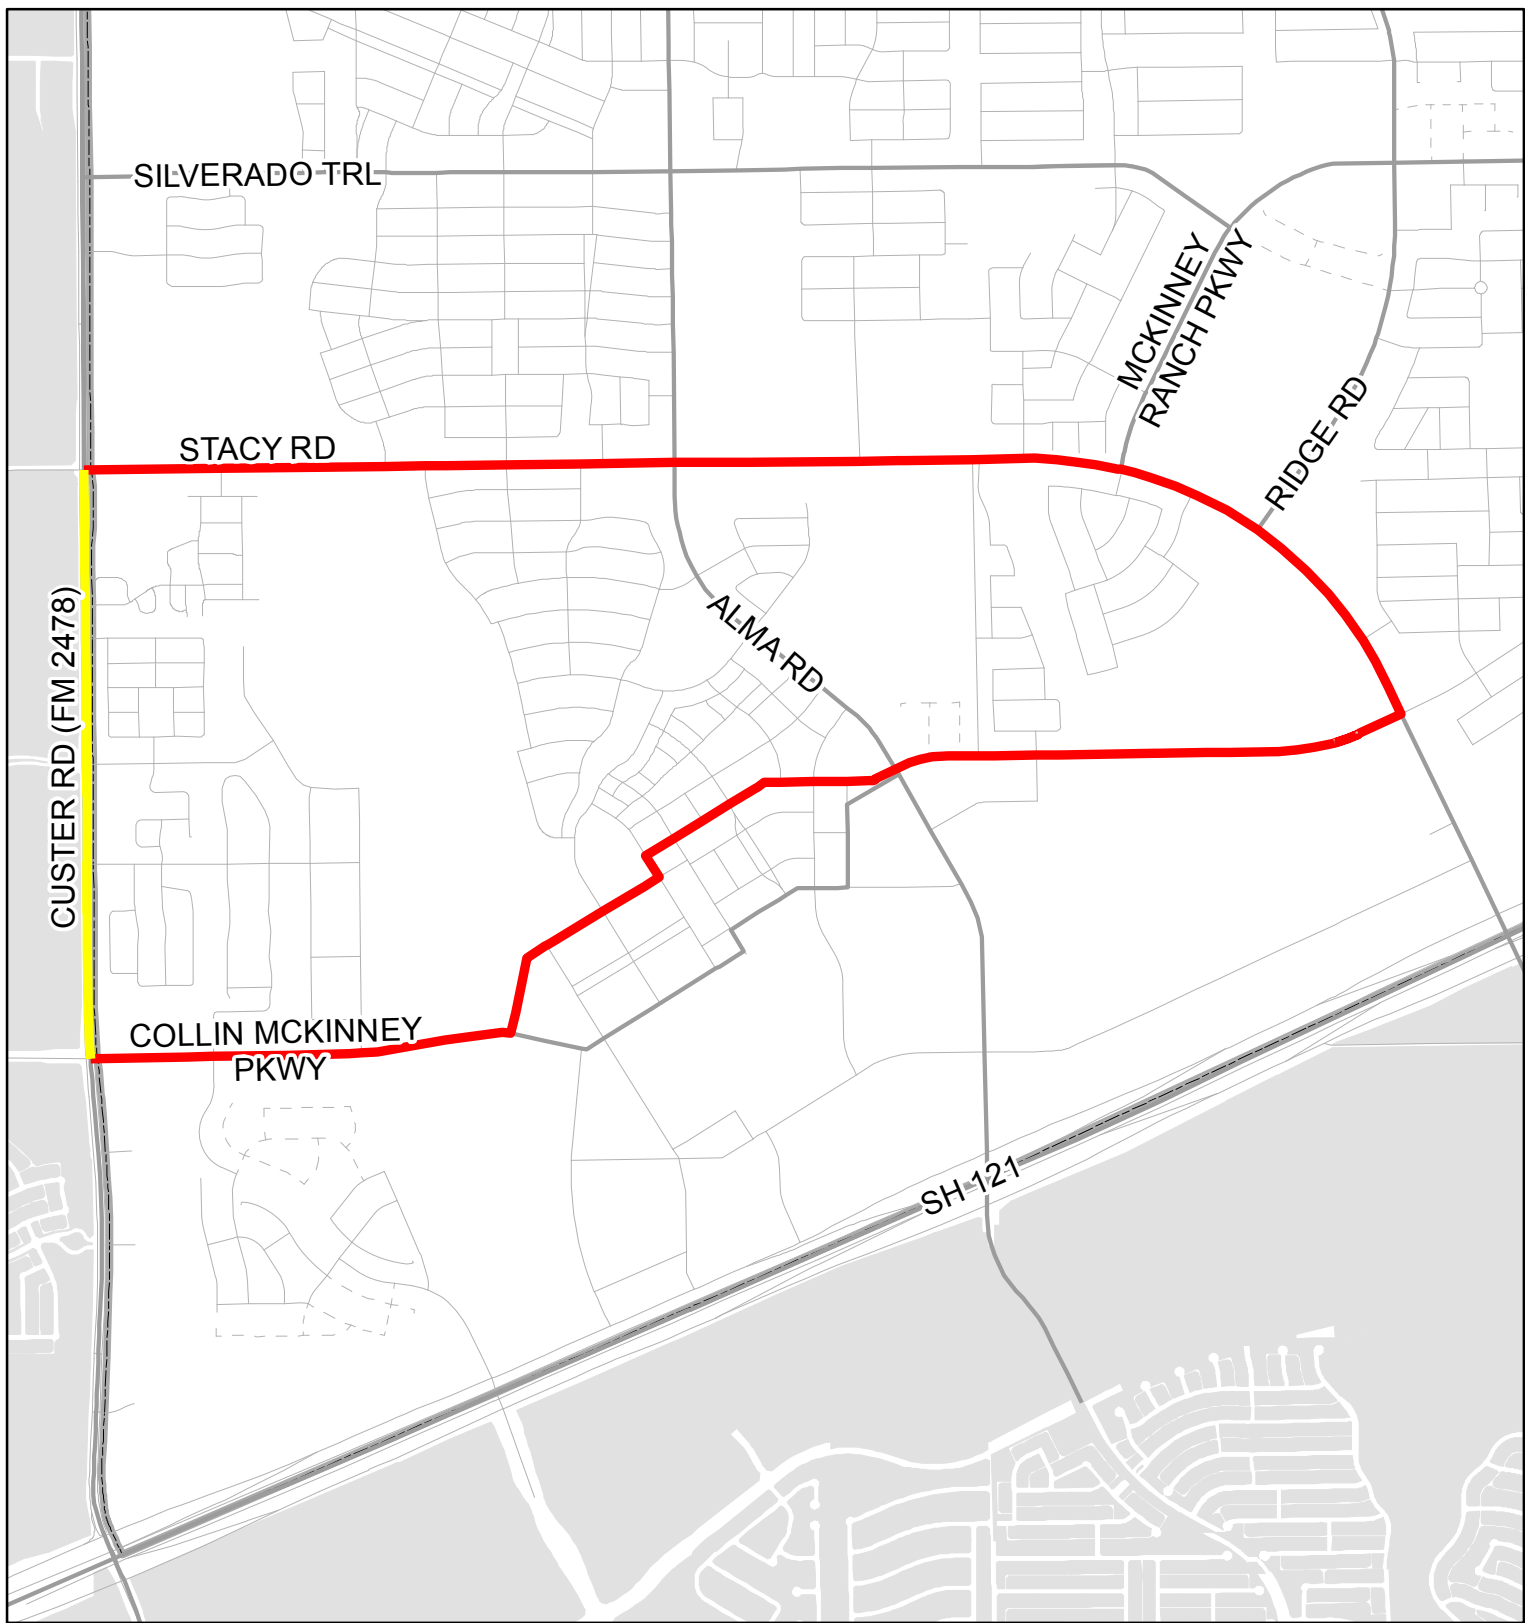 SILVERADO TRL
MCKINNEY
RANCH PKWY
RIDGE RD
STACY RD
ALMA RD
CUSTER RD (FM 2478)
COLLIN MCKINNEY
PKWY
SH 121